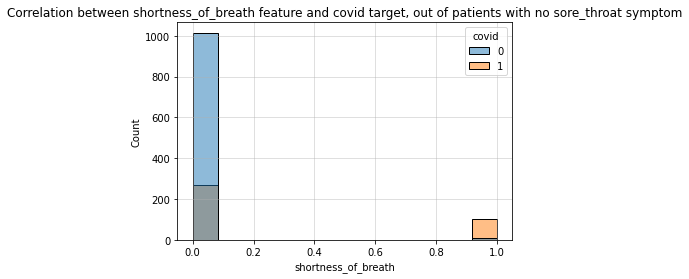 Correlation between shortness_of_breath feature and covid target, out of patients with no sore_throat symptom
covid
0
1
1000
800
600
400
200
0
Count
0.0 0.2 0.4 0.6 0.8 1.0
shortness_of_breath